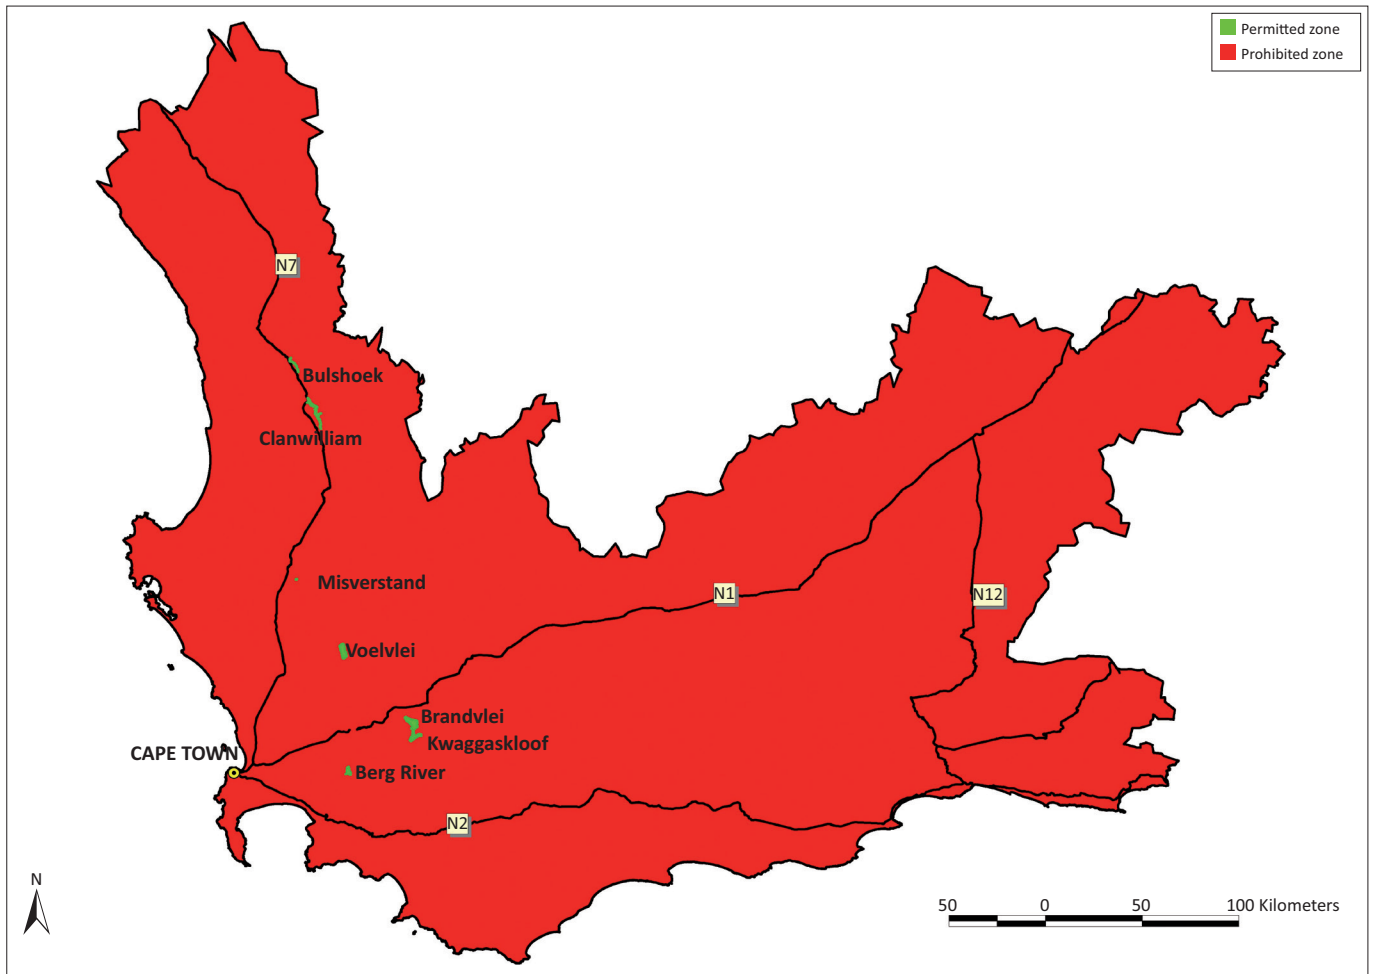 Permitted zone
Prohibited zone
N7
Bulshoek
Clanwilliam
Misverstand
N1
N12
Voelvlei
Brandvlei
Kwaggaskloof
CAPE TOWN
Berg River
N2
N
50 0 50 100 Kilometers